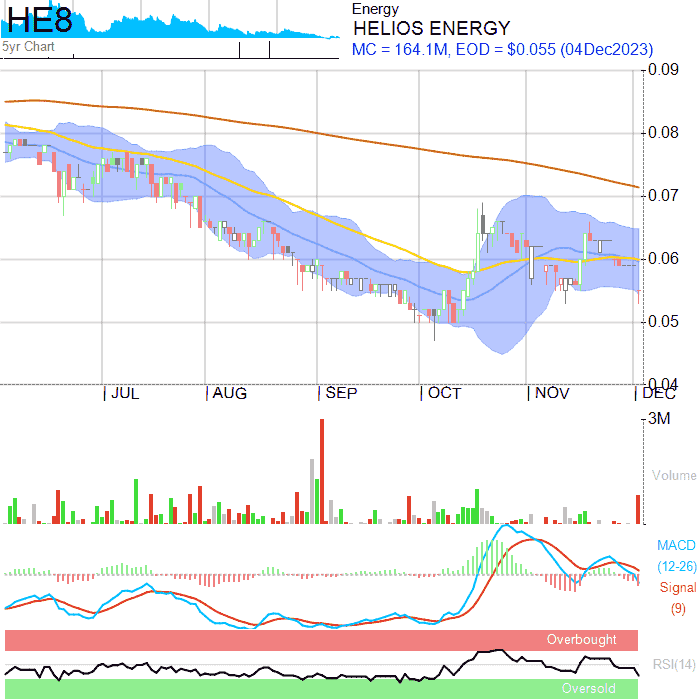 HE8
5yr Chart
Energy
HELIOS ENERGY
MC = 164.1M, EOD = $0.055 (04Dec2023)
0.09
0.08
0.07
0.06
0.05
0.04
JUL
AUG
SEP
OCT
NOV
DEC
3M
Volume
MACD
(12-26)
Signal
(9)
Overbought
RSI(14)
Oversold